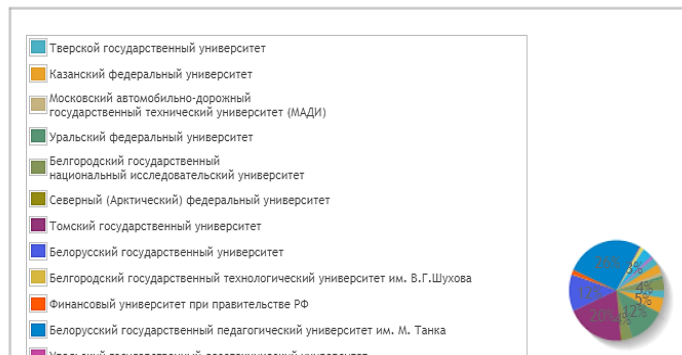 Тверской государственный университет
Казанский федеральный университет
Московский автомобильно-дорожный
государственный технический университет (МАДИ)
Уральский федеральный университет
Белгородский государственный
национальный исследовательский университет
Северный (Арктический) федеральный университет
Томский государственный университет
Белорусский государственный университет
Белгородский государственный технологический университет им. В.Г.Шухова
Финансовый университет при правительстве РФ
Белорусский государственный педагогический университет им. М. Танка
26%
3%
4%
5%
12%
20%